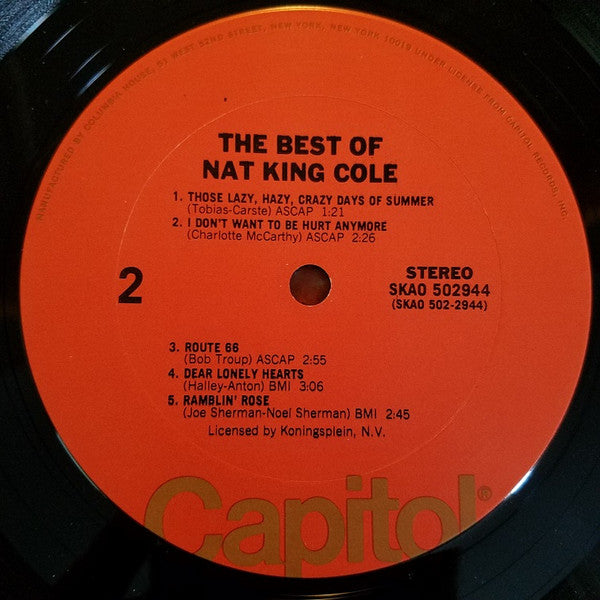 MANUFACTURED BY COLUMBIA HOUSE, 51 WEST 52ND STREET, NEW YORK, NEW YORK 10019 UNDER LICENSE FROM CAPITOL RECORDS, INC.
THE BEST OF
NAT KING COLE
1. THOSE LAZY, HAZY, CRAZY DAYS OF SUMMER
(Tobias-Carste) ASCAP 1:21
2. I DON'T WANT TO BE HURT ANYMORE
(Charlotte McCarthy) ASCAP 2:26
2
STEREO
SKAO 502944
(SKAO 502-2944)
3. ROUTE 66
(Bob Troup) ASCAP 2:55
4. DEAR LONELY HEARTS
(Halley-Anton) BMI 3:06
5. RAMBLIN' ROSE
(Joe Sherman-Noel Sherman) BMI 2:45
Licensed by Koningsplein, N.V.
Capitol®